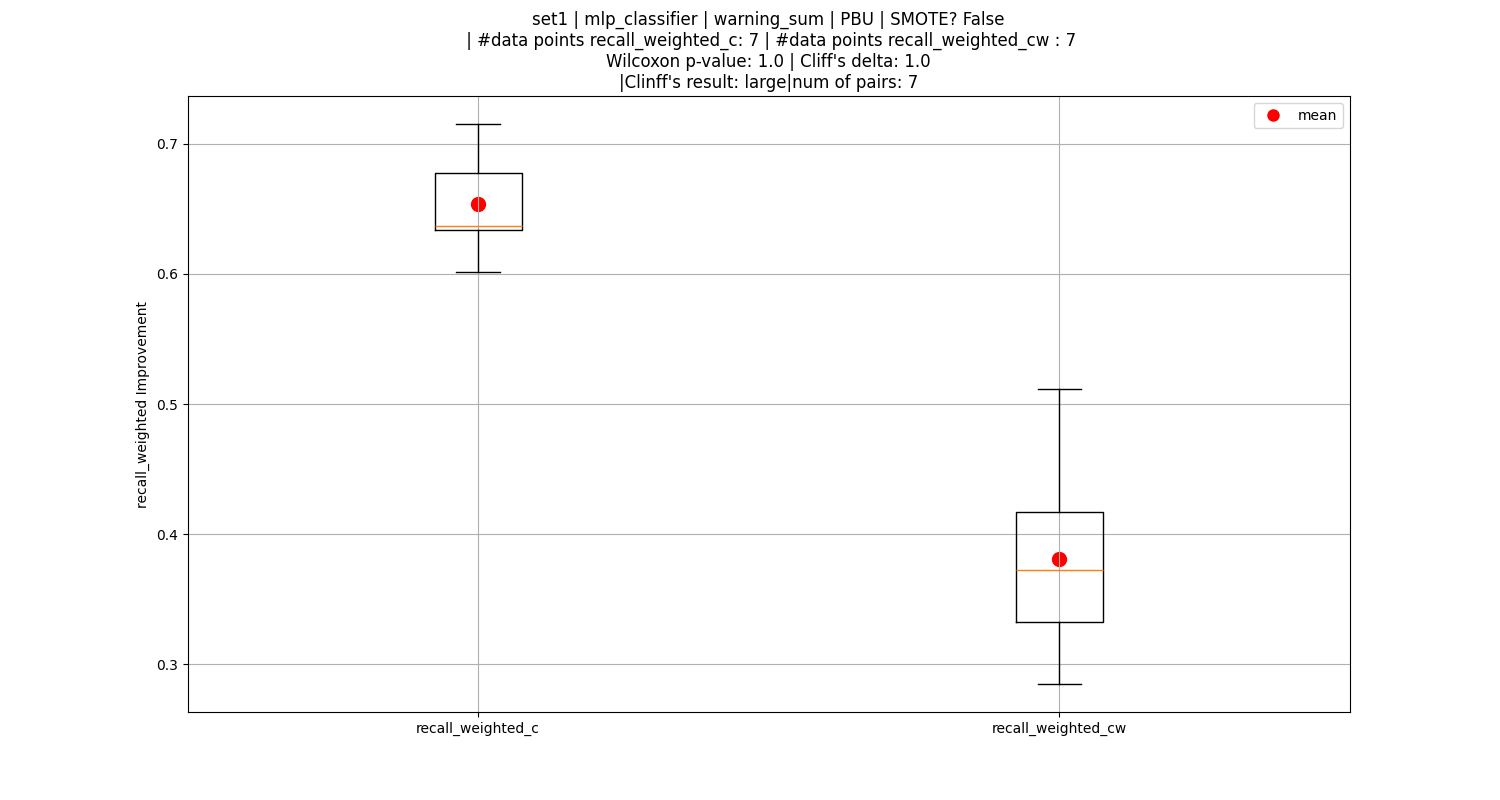 set1 | mlp_classifier | warning_sum | PBU | SMOTE? False
| #data points recall_weighted_c: 7 | #data points recall_weighted_cw : 7
Wilcoxon p-value: 1.0 | Cliff's delta: 1.0
|Clinff's result: large|num of pairs: 7
mean
0.7
0.6
0.5
0.4
0.3
recall_weighted Improvement
recall_weighted_c
recall_weighted_cw